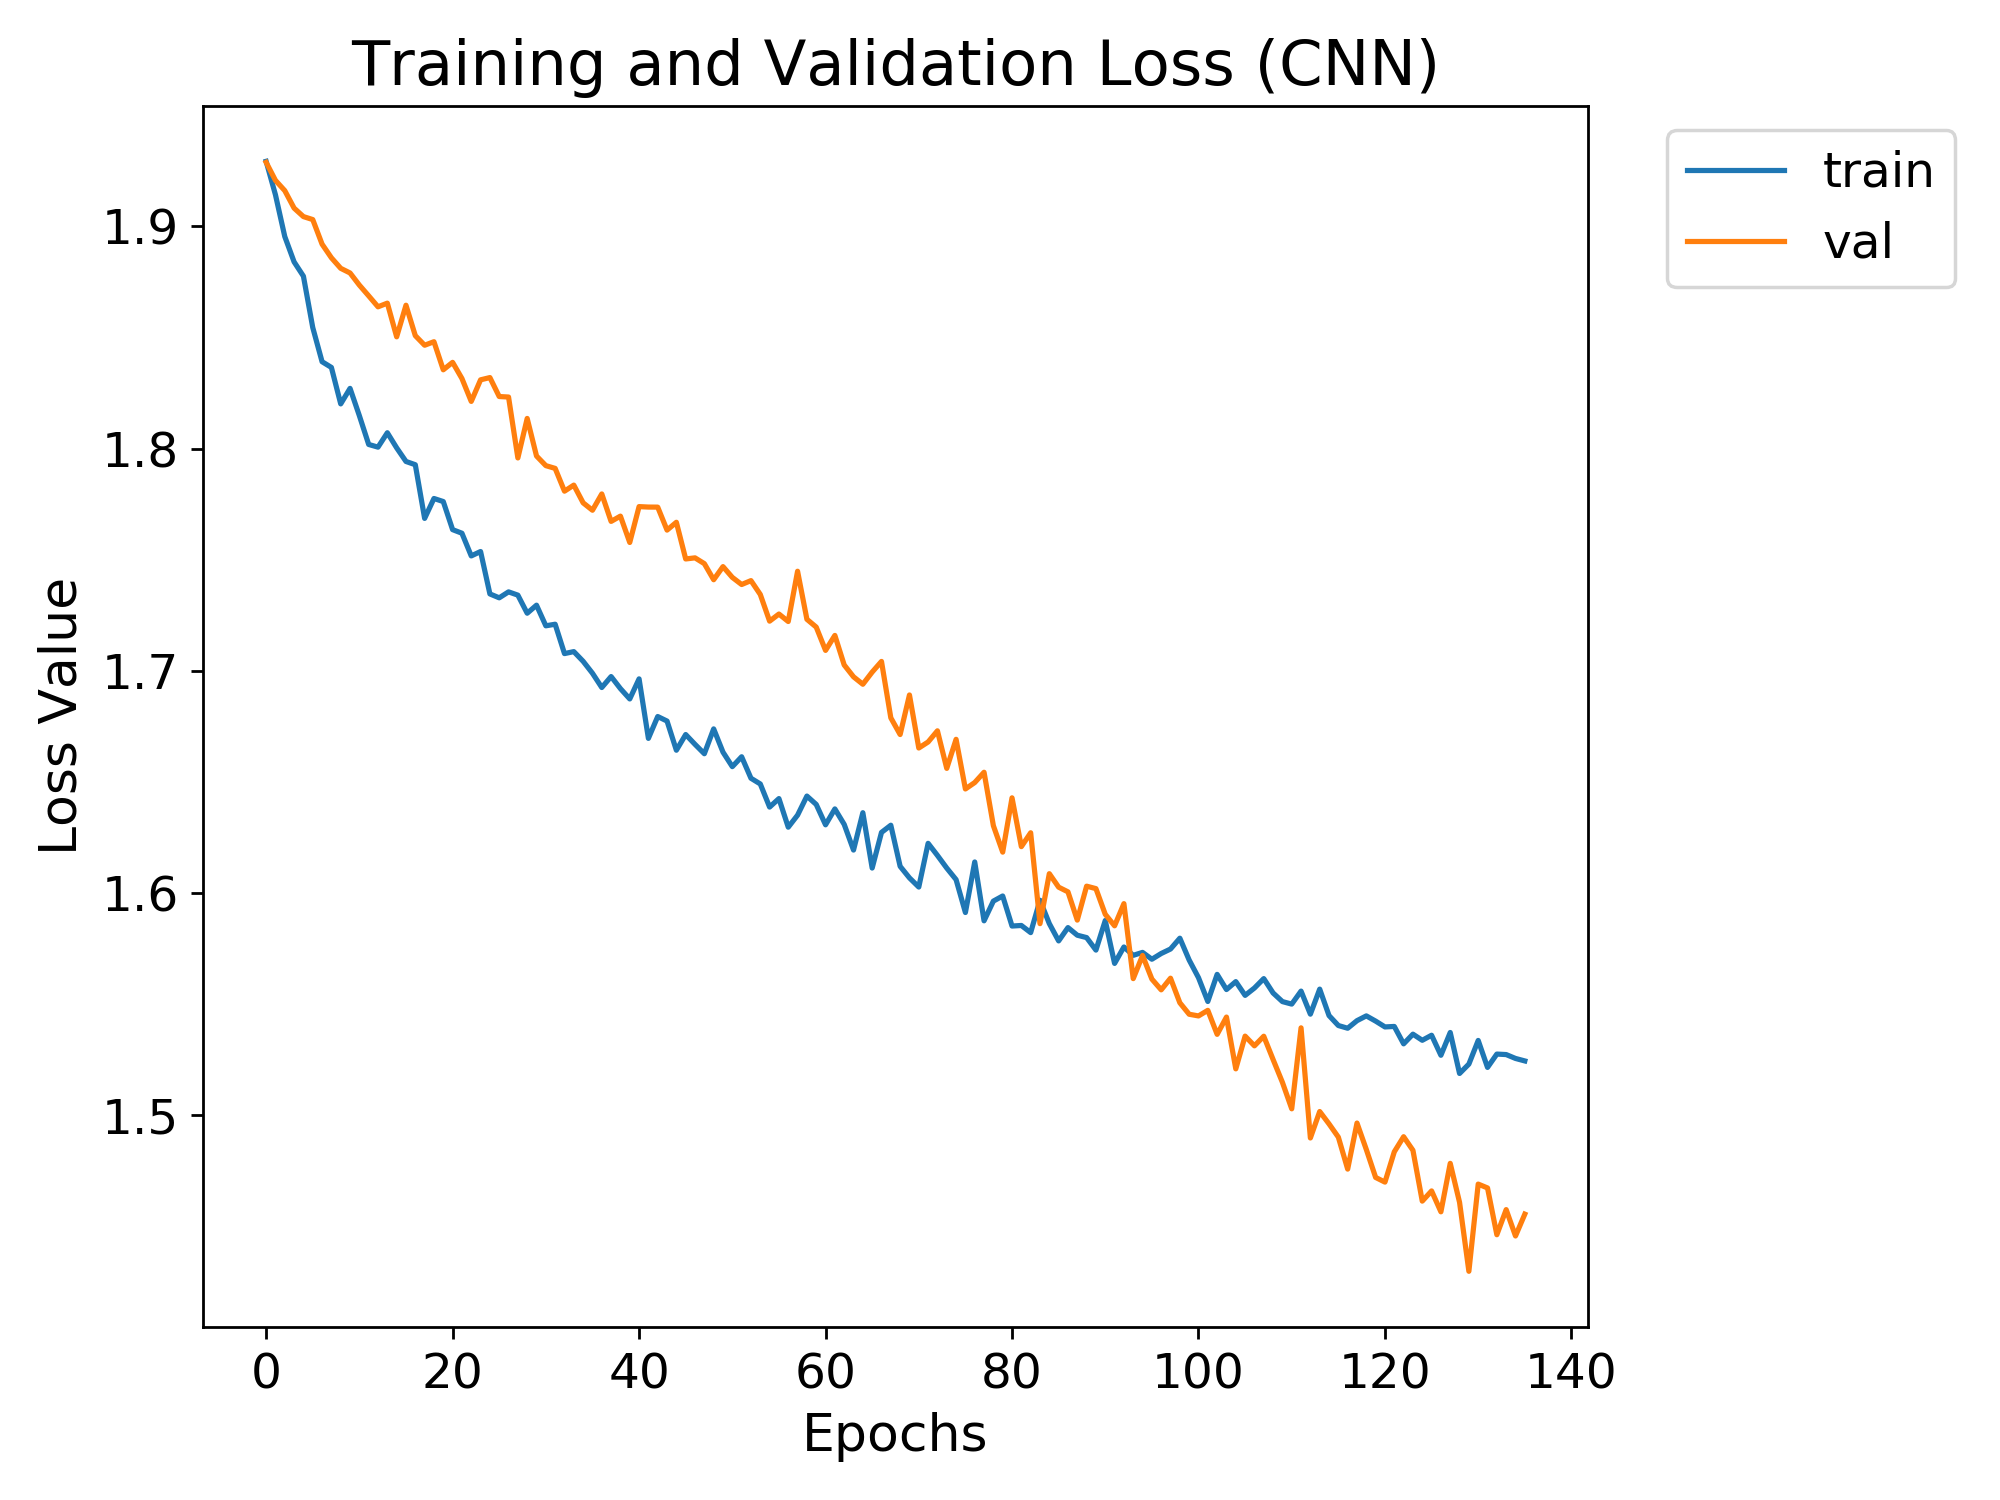 Training and Validation Loss (CNN)
train
val
Loss Value
1.9
1.8
1.7
1.6
1.5
0 20 40 60 80 100 120 140
Epochs